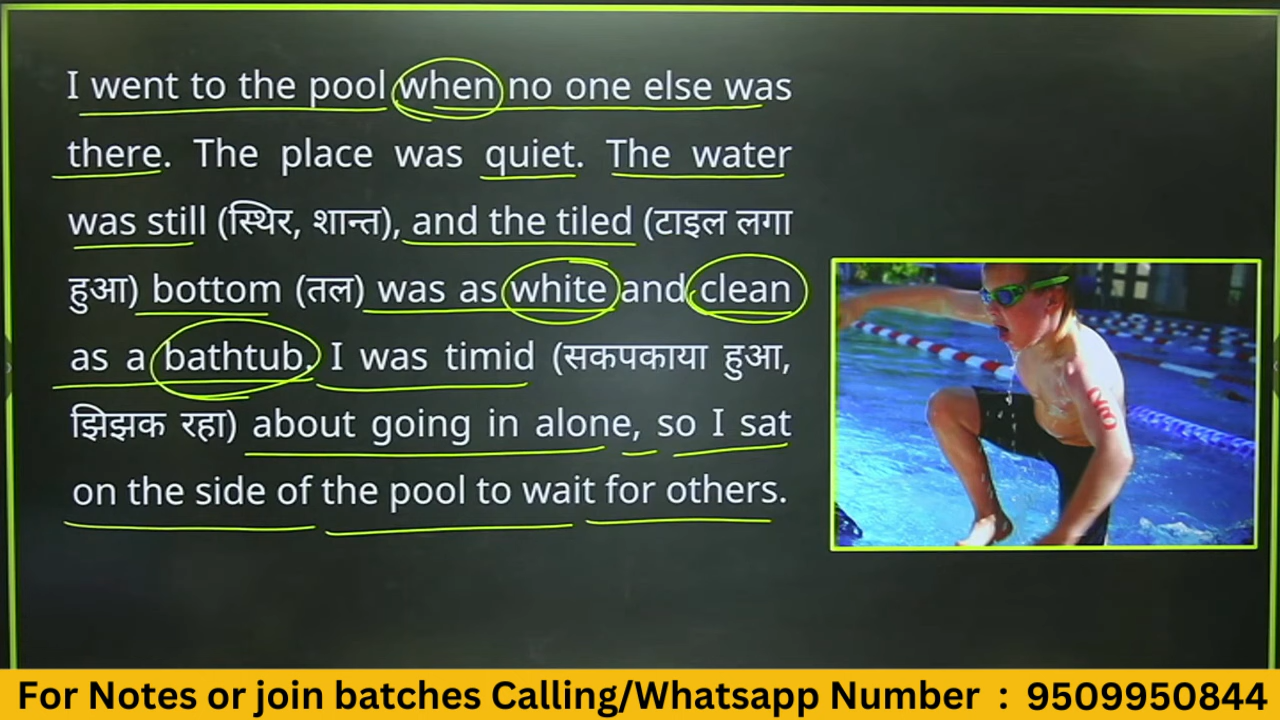 I went to the pool when no one else was
there. The place was quiet. The water
was still (स्थिर, शान्त), and the tiled (टाइल लगा
हुआ) bottom (तल) was as white and clean
as a bathtub. I was timid (सकपकाया हुआ,
झिझक रहा) about going in alone, so I sat
on the side of the pool to wait for others.
For Notes or join batches Calling/Whatsapp Number : 9509950844